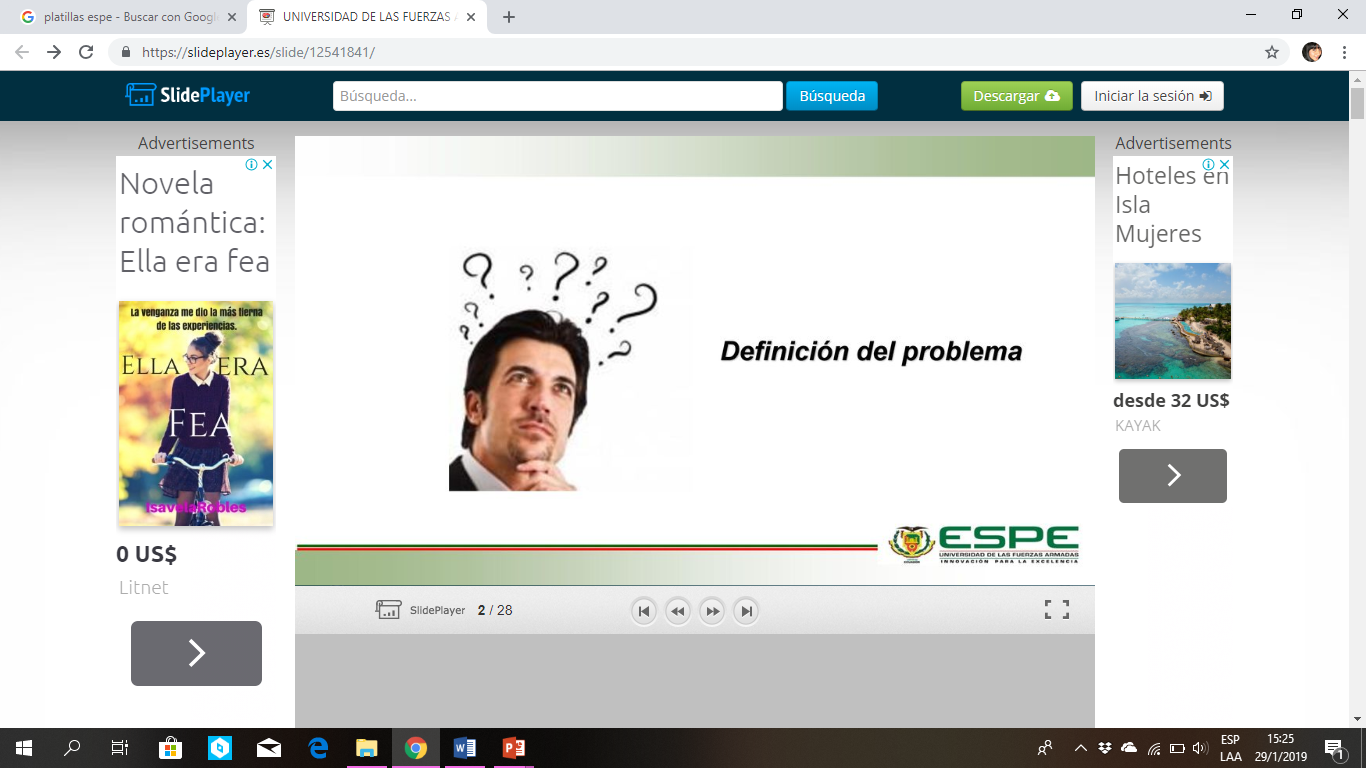 platillas espe - Buscar con Googl
UNIVERSIDAD DE LAS FUERZAS A
https://slideplayer.es/slide/12541841/
SlidePlayer
Búsqueda...
Búsqueda
Descargar
Iniciar la sesión
Advertisements
Novela
romántica:
Ella era fea
La venganza me dio la más tierna
de las experiencias.
ELLA ERA
FEA
IsavelaRobles
0 US$
Litnet
Definición del problema
ESPE
UNIVERSIDAD DE LAS FUERZAS ARMADAS
INNOVACIÓN PARA LA EXCELENCIA
SlidePlayer 2 / 28
Advertisements
Hoteles en
Isla
Mujeres
desde 32 US$
KAYAK
ESP
LAA
15:25
29/1/2019
1